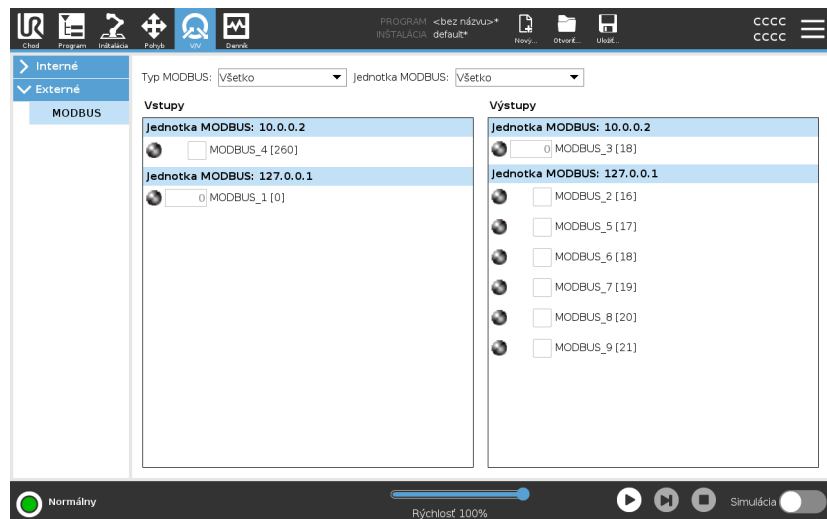 UR
Chod
Program
Inštalácia
Pohyb
V/V
Denník
PROGRAM <bez názvu>*
INŠTALÁCIA default*
Nový...
Otvoriť...
Uložiť...
CCCC
CCCC
Interné
Externé
MODBUS
Typ MODBUS: Všetko
Jednotka MODBUS: Všetko
Vstupy
Jednotka MODBUS: 10.0.0.2
MODBUS_4 [260]
Jednotka MODBUS: 127.0.0.1
0 MODBUS_1 [0]
Výstupy
Jednotka MODBUS: 10.0.0.2
0 MODBUS_3 [18]
Jednotka MODBUS: 127.0.0.1
MODBUS_2 [16]
MODBUS_5 [17]
MODBUS_6 [18]
MODBUS_7 [19]
MODBUS_8 [20]
MODBUS_9 [21]
Normálny
Rýchlosť 100%
Simulácia